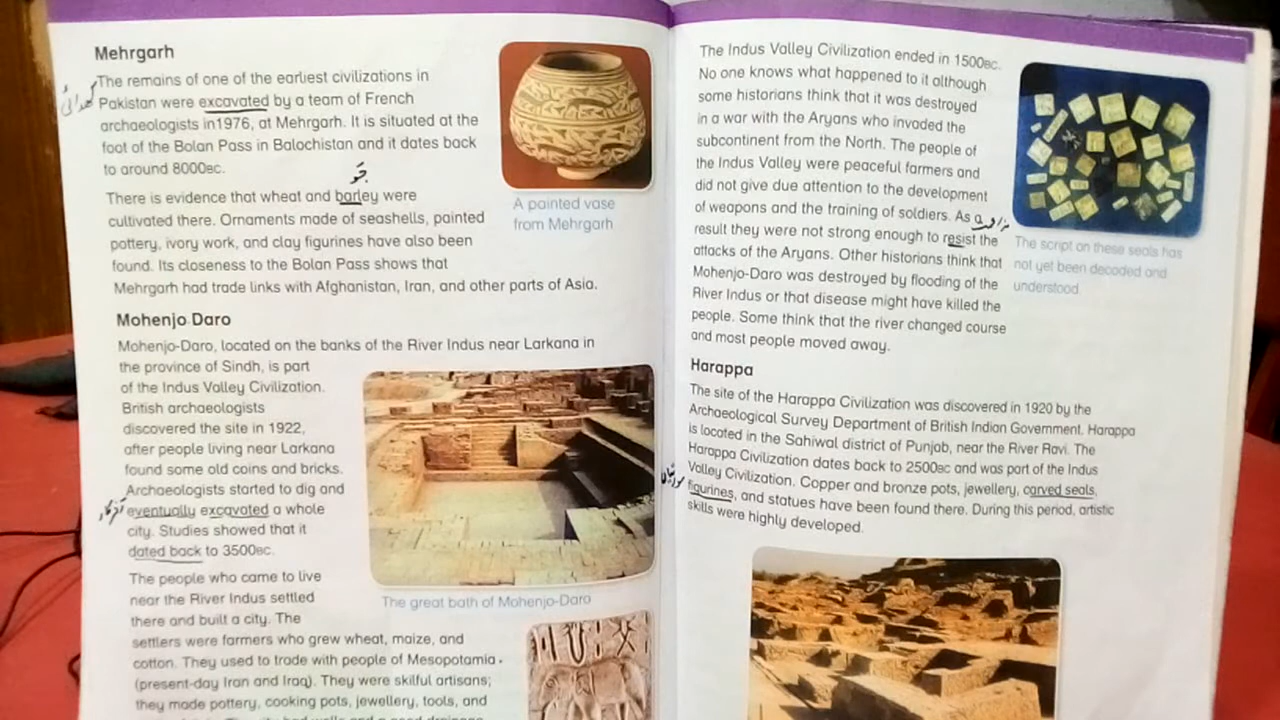 Mehrgarh
The remains of one of the earliest civilizations in
Pakistan were excavated by a team of French
archaeologists in1976, at Mehrgarh. It is situated at the
foot of the Bolan Pass in Balochistan and it dates back
to around 8000BC.
جَو
There is evidence that wheat and barley were
cultivated there. Ornaments made of seashells, painted
pottery, ivory work, and clay figurines have also been
found. Its closeness to the Bolan Pass shows that
Mehrgarh had trade links with Afghanistan, Iran, and other parts of Asia.
A painted vase
from Mehrgarh
Mohenjo Daro
Mohenjo-Daro, located on the banks of the River Indus near Larkana in
the province of Sindh, is part
of the Indus Valley Civilization.
British archaeologists
discovered the site in 1922,
after people living near Larkana
found some old coins and bricks.
Archaeologists started to dig and
eventually excavated a whole
city. Studies showed that it
dated back to 3500BC.
The people who came to live
near the River Indus settled
there and built a city. The
settlers were farmers who grew wheat, maize, and
cotton. They used to trade with people of Mesopotamia.
(present-day Iran and Iraq). They were skilful artisans;
they made pottery, cooking pots, jewellery, tools, and
The great bath of Mohenjo-Daro
The Indus Valley Civilization ended in 1500BC.
No one knows what happened to it although
some historians think that it was destroyed
in a war with the Aryans who invaded the
subcontinent from the North. The people of
the Indus Valley were peaceful farmers and
did not give due attention to the development
of weapons and the training of soldiers. As a
result they were not strong enough to resist the
attacks of the Aryans. Other historians think that
Mohenjo-Daro was destroyed by flooding of the
River Indus or that disease might have killed the
people. Some think that the river changed course
and most people moved away.
The script on these seals has
not yet been decoded and
understood.
Harappa
The site of the Harappa Civilization was discovered in 1920 by the
Archaeological Survey Department of British Indian Government. Harappa
is located in the Sahiwal district of Punjab, near the River Ravi. The
Harappa Civilization dates back to 2500BC and was part of the Indus
Valley Civilization. Copper and bronze pots, jewellery, carved seals,
figurines, and statues have been found there. During this period, artistic
skills were highly developed.